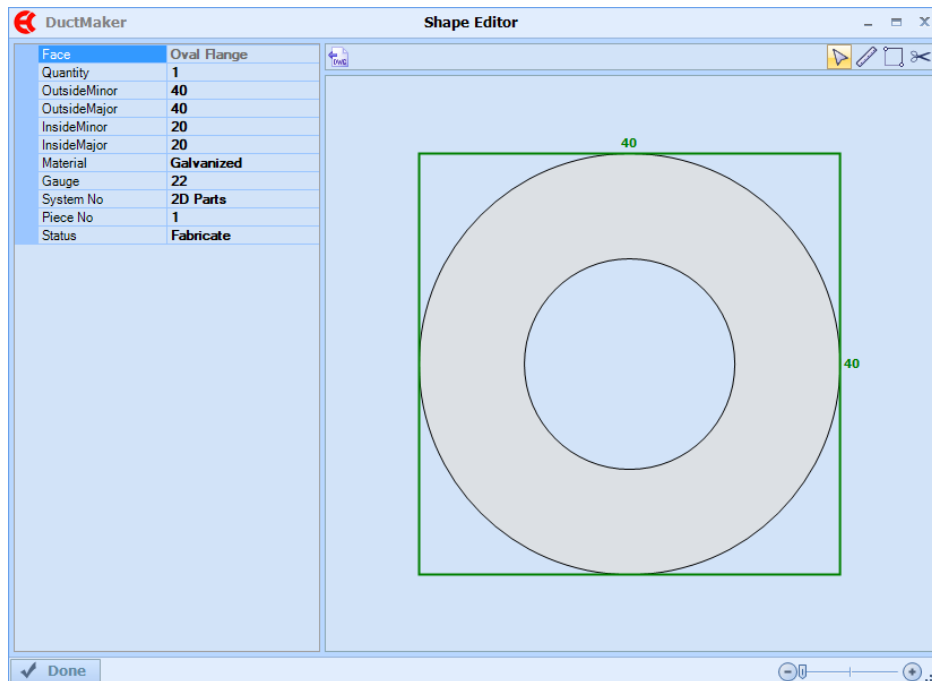 DuctMaker Shape Editor
Face Oval Flange
Quantity 1
OutsideMinor 40
OutsideMajor 40
InsideMinor 20
InsideMajor 20
Material Galvanized
Gauge 22
System No 2D Parts
Piece No 1
Status Fabricate
DWG
40
40
Done